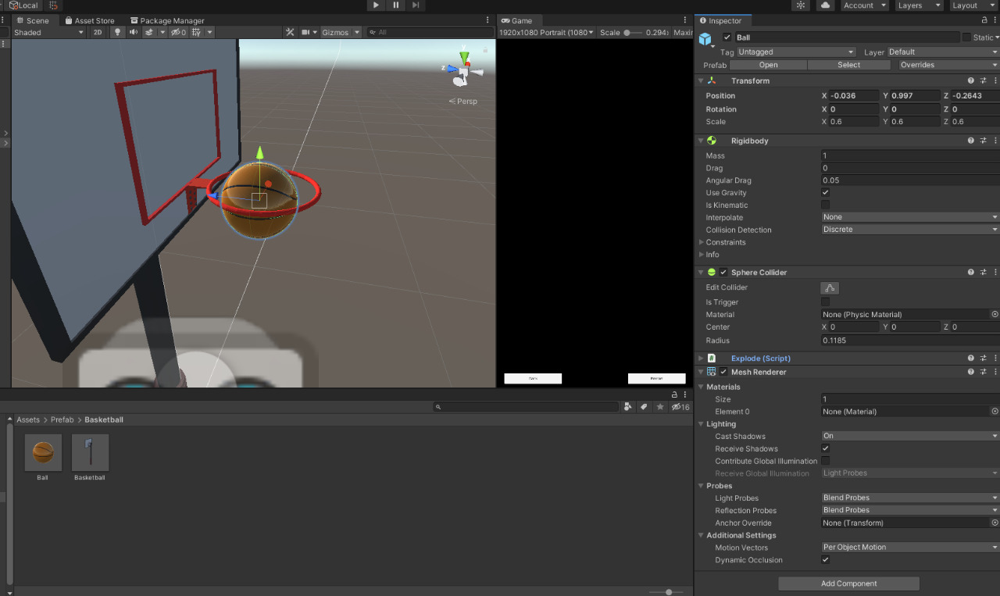 Local
Account
Layers
Layout
Scene
Asset Store
Package Manager
Game
Inspector
Shaded
2D
0
Gizmos
All
1920x1080 Portrait (1080
Scale
0.294
Maxir
Ball
Static
Tag Untagged
Layer Default
Prefab
Open
Select
Overrides
y
z
Persp
Transform
Position X -0.036 Y 0.997 Z -0.2643
Rotation X 0 Y 0 Z 0
Scale X 0.6 Y 0.6 Z 0.6
Rigidbody
Mass 1
Drag 0
Angular Drag 0.05
Use Gravity
Is Kinematic
Interpolate None
Collision Detection Discrete
Constraints
Info
Sphere Collider
Edit Collider
Is Trigger
Material None (Physic Material)
Center X 0 Y 0 Z 0
Radius 0.1185
# Explode (Script)
Mesh Renderer
Materials
Size 1
Element 0 None (Material)
Lighting
Cast Shadows On
Receive Shadows
Contribute Global Illumination
Receive Global Illumination Light Probes
Probes
Light Probes Blend Probes
Reflection Probes Blend Probes
Anchor Override None (Transform)
Additional Settings
Motion Vectors Per Object Motion
Dynamic Occlusion
Add Component
16
Assets > Prefab > Basketball
Ball
Basketball